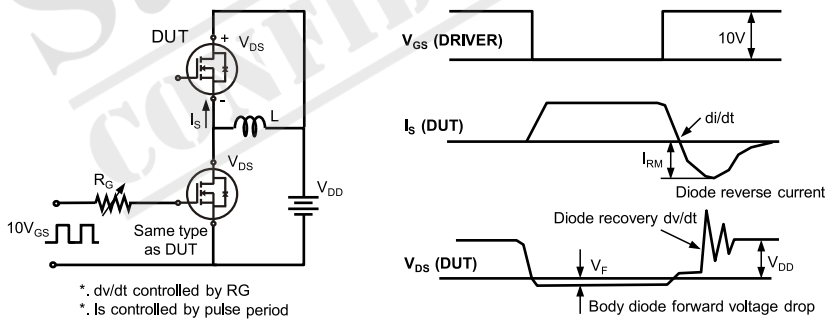 DUT
+
V_DS
-
I_S
L
V_DS
R_G
V_DD
10V_GS
Same type
as DUT
*. dv/dt controlled by RG
*. Is controlled by pulse period
V_GS (DRIVER)
10V
I_S (DUT)
di/dt
I_RM
Diode reverse current
Diode recovery dv/dt
V_DS (DUT)
V_F
V_DD
Body diode forward voltage drop